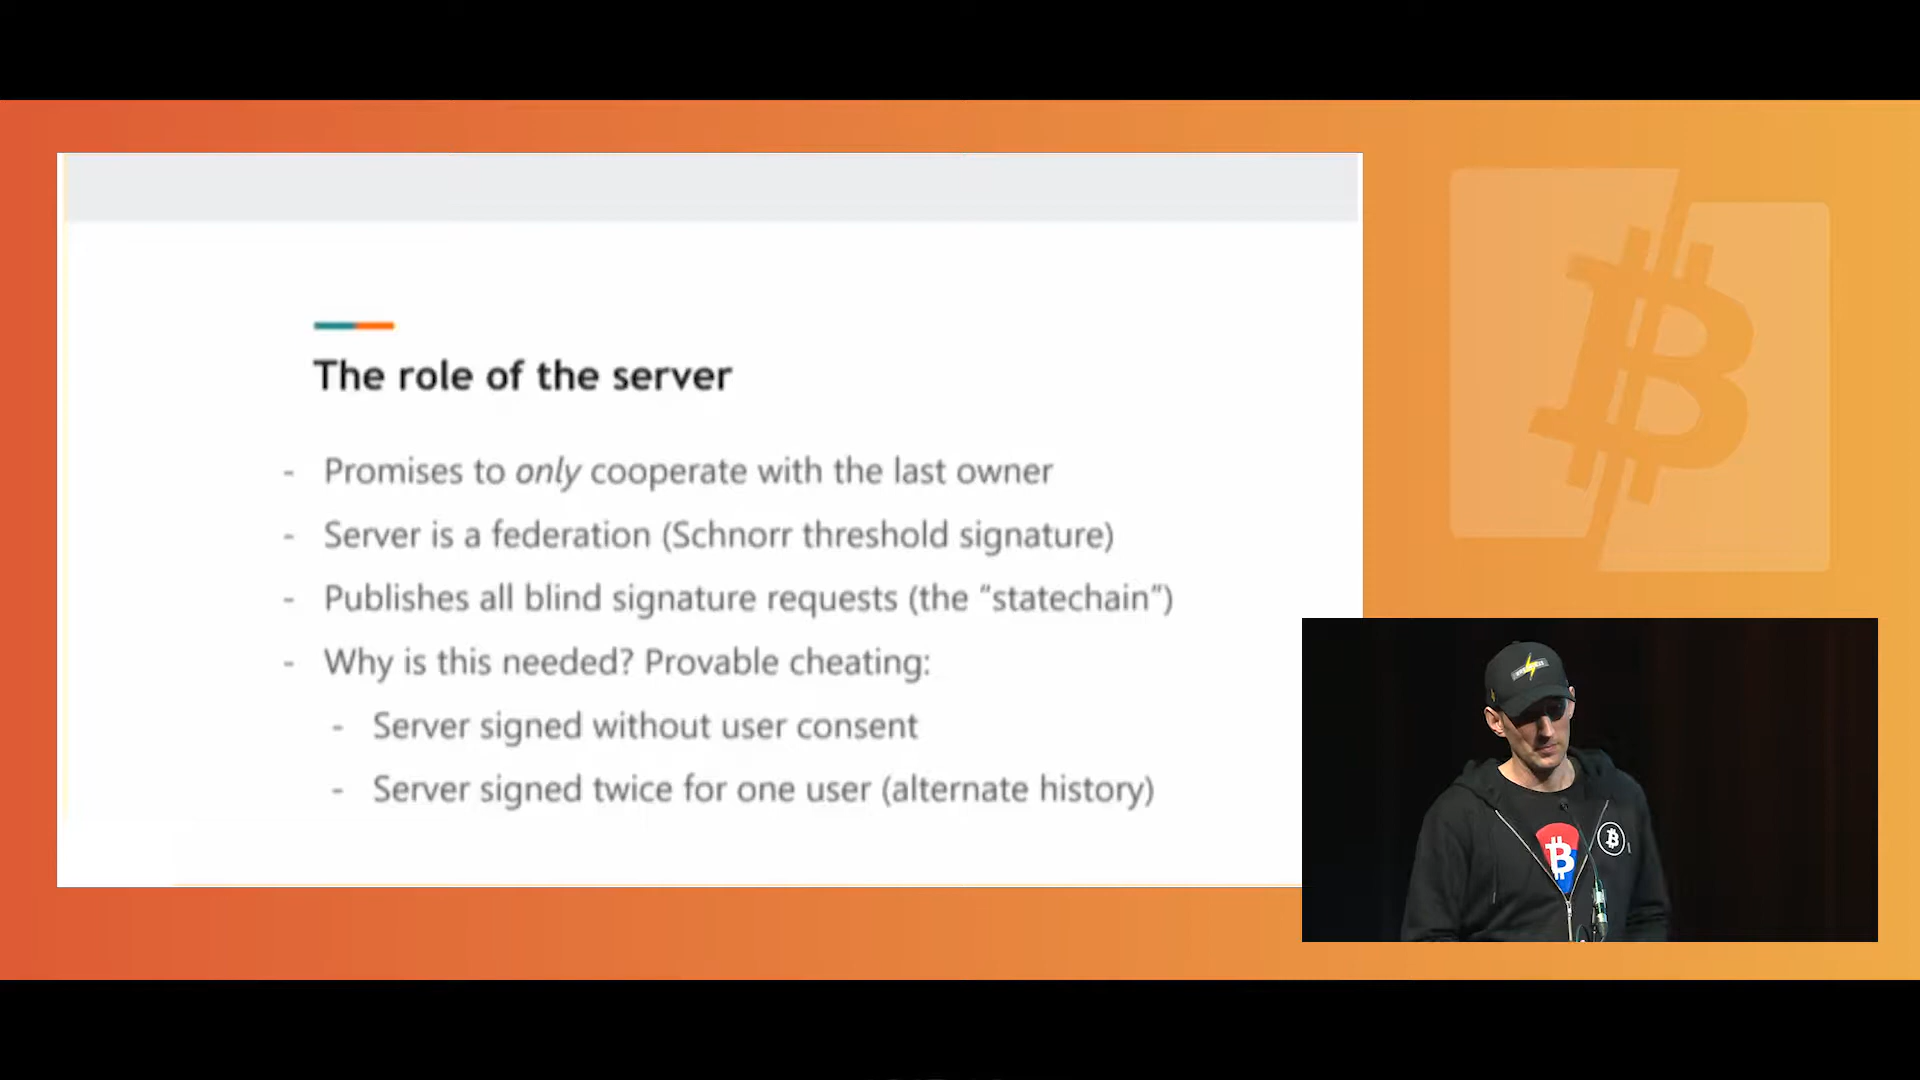 The role of the server
- Promises to only cooperate with the last owner
- Server is a federation (Schnorr threshold signature)
- Publishes all blind signature requests (the “statechain”)
- Why is this needed? Provable cheating:
- Server signed without user consent
- Server signed twice for one user (alternate history)